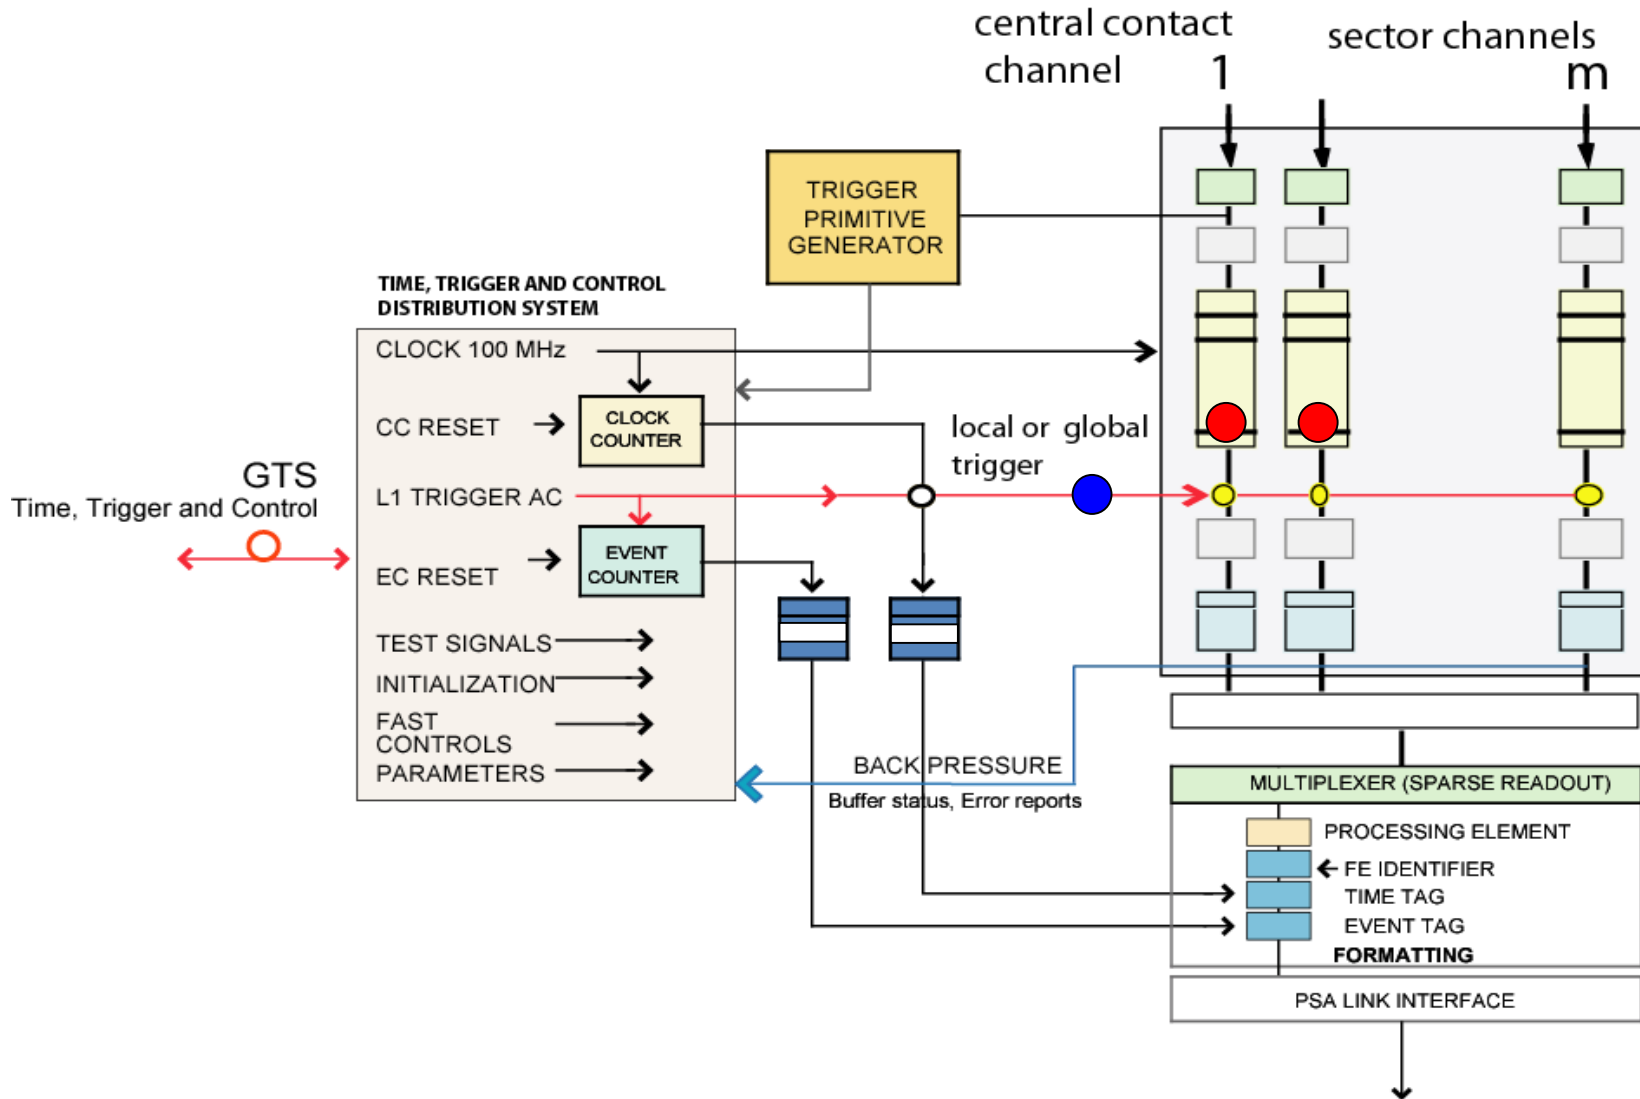 central contact
channel
1
sector channels
m
TRIGGER
PRIMITIVE
GENERATOR
TIME, TRIGGER AND CONTROL
DISTRIBUTION SYSTEM
CLOCK 100 MHz
CC RESET
CLOCK
COUNTER
local or global
trigger
GTS
Time, Trigger and Control
L1 TRIGGER AC
EC RESET
EVENT
COUNTER
TEST SIGNALS
INITIALIZATION
FAST
CONTROLS
PARAMETERS
BACK PRESSURE
Buffer status, Error reports
MULTIPLEXER (SPARSE READOUT)
PROCESSING ELEMENT
FE IDENTIFIER
TIME TAG
EVENT TAG
FORMATTING
PSA LINK INTERFACE